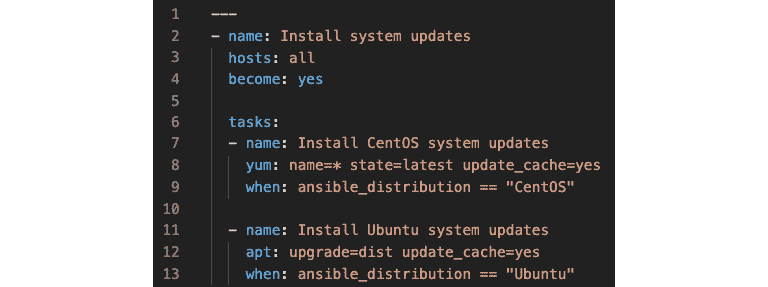 1 ---
2 - name: Install system updates
3   hosts: all
4   become: yes
5
6   tasks:
7   - name: Install CentOS system updates
8     yum: name=* state=latest update_cache=yes
9     when: ansible_distribution == "CentOS"
10
11   - name: Install Ubuntu system updates
12     apt: upgrade=dist update_cache=yes
13     when: ansible_distribution == "Ubuntu"